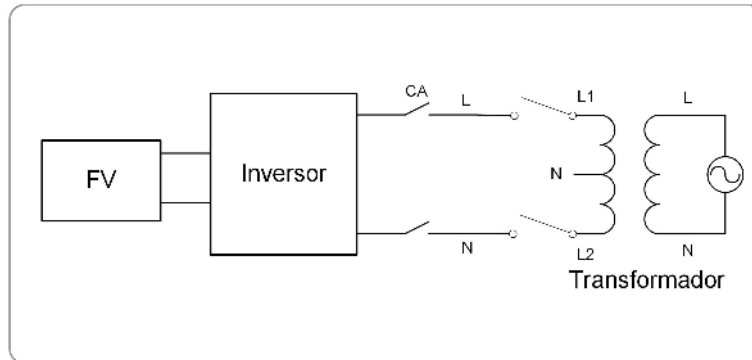 CA
L
L1
L
FV
Inversor
N
N
L2
N
Transformador